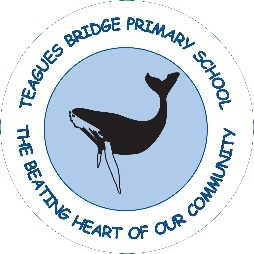 TEAGUES BRIDGE PRIMARY SCHOOL
THE BEATING HEART OF OUR COMMUNITY